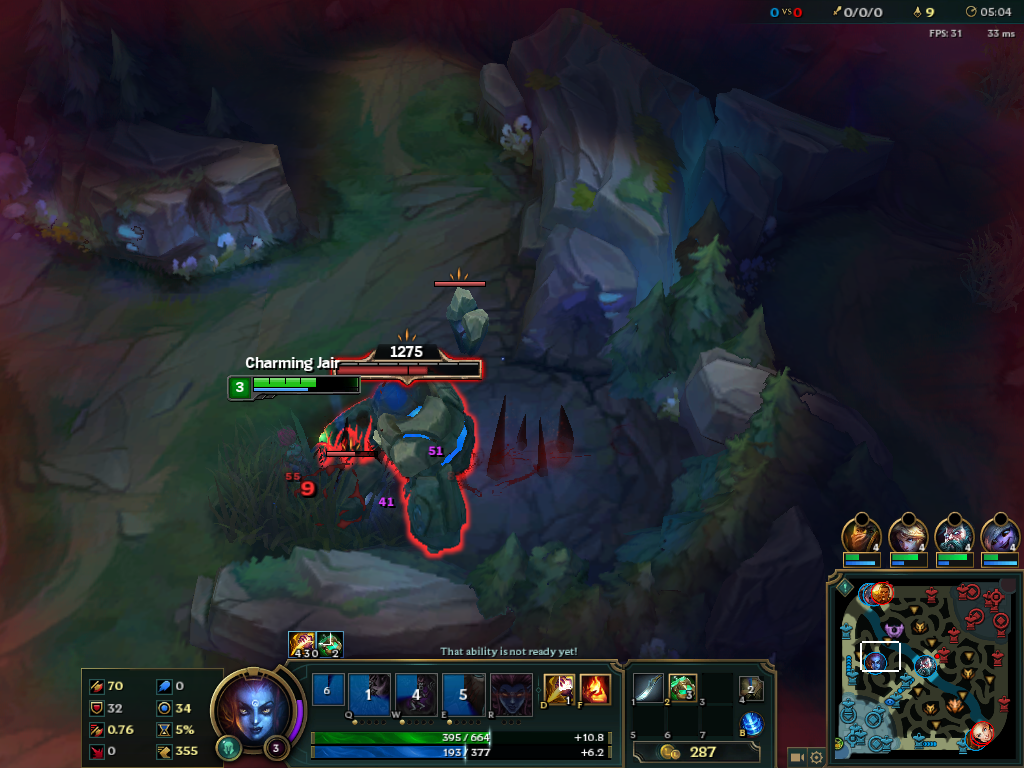 0 vs 0 0/0/0 9 05:04
FPS: 31 33 ms
1275
Charming Jair
3
51
55
9
41
430 2
That ability is not ready yet!
70 0
32 34
0.76 5%
0 355
3
6 1 4 5
Q W E R
D 1 F
395 / 664 +10.8
193 / 377 +6.2
1 2 3 3 4 2
5 6 7 B
287
4 4 4 4